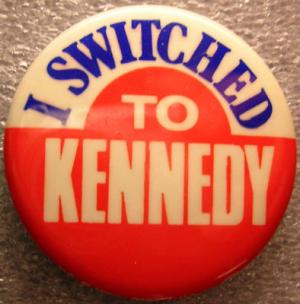 I SWITCHED
TO
KENNEDY